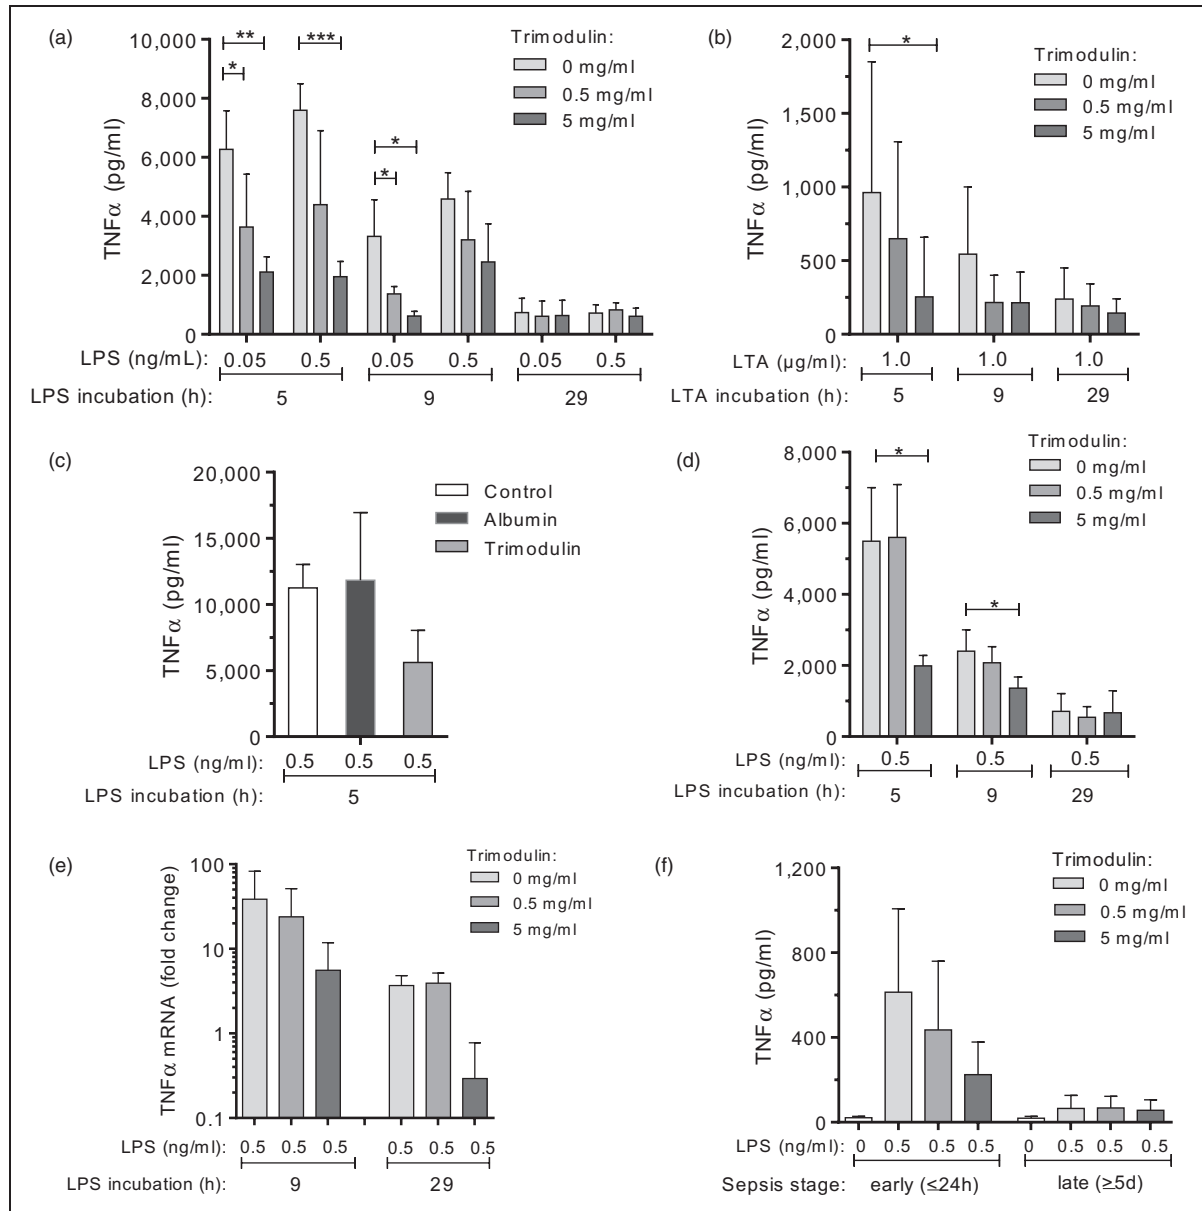 (a)
10,000
8,000
6,000
4,000
2,000
0
TNFα (pg/ml)
** ***
*
*
*
Trimodulin:
0 mg/ml
0.5 mg/ml
5 mg/ml
LPS (ng/mL): 0.05 0.5 0.05 0.5 0.05 0.5
LPS incubation (h): 5 9 29
(b)
2,000
1,500
1,000
500
0
TNFα (pg/ml)
*
Trimodulin:
0 mg/ml
0.5 mg/ml
5 mg/ml
LTA (µg/ml): 1.0 1.0 1.0
LTA incubation (h): 5 9 29
(c)
20,000
15,000
10,000
5,000
0
TNFα (pg/ml)
Control
Albumin
Trimodulin
LPS (ng/ml): 0.5 0.5 0.5
LPS incubation (h): 5
(d)
8,000
6,000
4,000
2,000
0
TNFα (pg/ml)
*
*
Trimodulin:
0 mg/ml
0.5 mg/ml
5 mg/ml
LPS (ng/ml): 0.5 0.5 0.5
LPS incubation (h): 5 9 29
(e)
100
10
1
0.1
TNFα mRNA (fold change)
Trimodulin:
0 mg/ml
0.5 mg/ml
5 mg/ml
LPS (ng/ml): 0.5 0.5 0.5 0.5 0.5 0.5
LPS incubation (h): 9 29
(f)
1,200
800
400
0
TNFα (pg/ml)
Trimodulin:
0 mg/ml
0.5 mg/ml
5 mg/ml
LPS (ng/ml): 0 0.5 0.5 0.5 0 0.5 0.5 0.5
Sepsis stage: early (≤24h) late (≥5d)